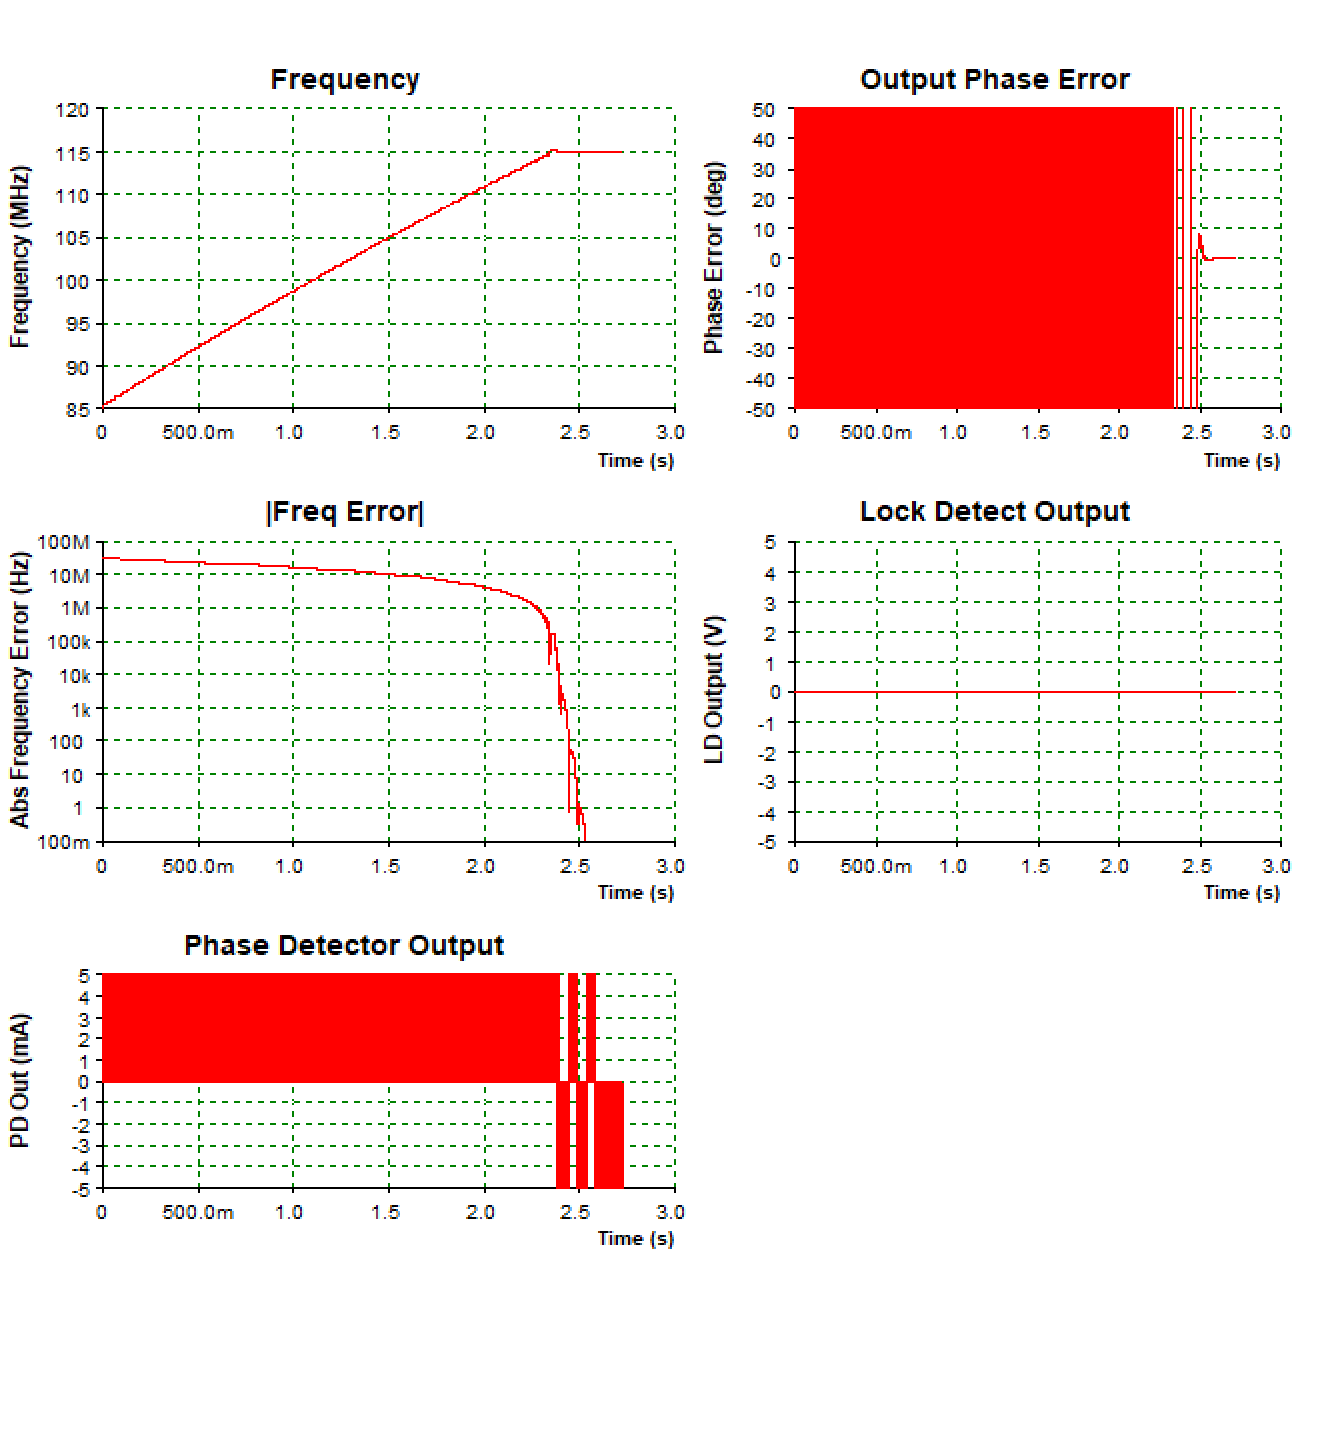 Frequency
Frequency (MHz)
120
115
110
105
100
95
90
85
0 500.0m 1.0 1.5 2.0 2.5 3.0
Time (s)
Output Phase Error
Phase Error (deg)
50
40
30
20
10
0
-10
-20
-30
-40
-50
0 500.0m 1.0 1.5 2.0 2.5 3.0
Time (s)
|Freq Error|
Abs Frequency Error (Hz)
100M
10M
1M
100k
10k
1k
100
10
1
100m
0 500.0m 1.0 1.5 2.0 2.5 3.0
Time (s)
Lock Detect Output
LD Output (V)
5
4
3
2
1
0
-1
-2
-3
-4
-5
0 500.0m 1.0 1.5 2.0 2.5 3.0
Time (s)
Phase Detector Output
PD Out (mA)
5
4
3
2
1
0
-1
-2
-3
-4
-5
0 500.0m 1.0 1.5 2.0 2.5 3.0
Time (s)